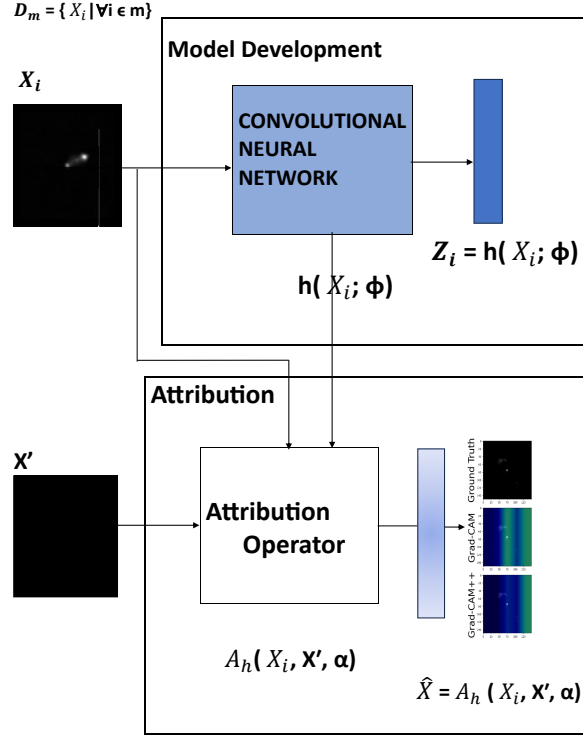 D_m = { X_i | ∀i ϵ m}
Model Development
X_i
CONVOLUTIONAL
NEURAL
NETWORK
Z_i = h( X_i; ϕ)
h( X_i; ϕ)
Attribution
X’
Attribution
Operator
Ground Truth
Grad-CAM
Grad-CAM++
A_h( X_i, X’, α)
X̂ = A_h ( X_i, X’, α)